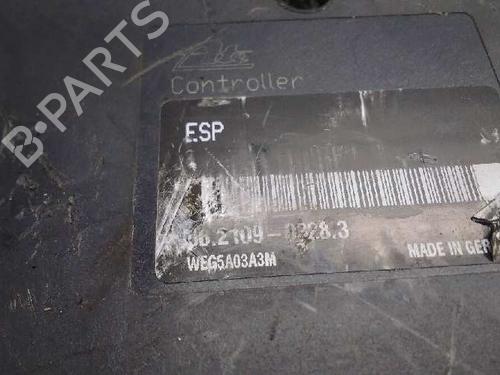 Controller
ESP
WEG5A03A3M
MADE IN GER
B-PARTS